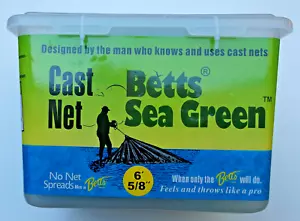 Designed by the man who knows and uses cast nets
Cast Betts®
Net Sea Green™
No Net
Spreads like a Betts
6'
5/8"
When only the Betts will do.
Feels and throws like a pro